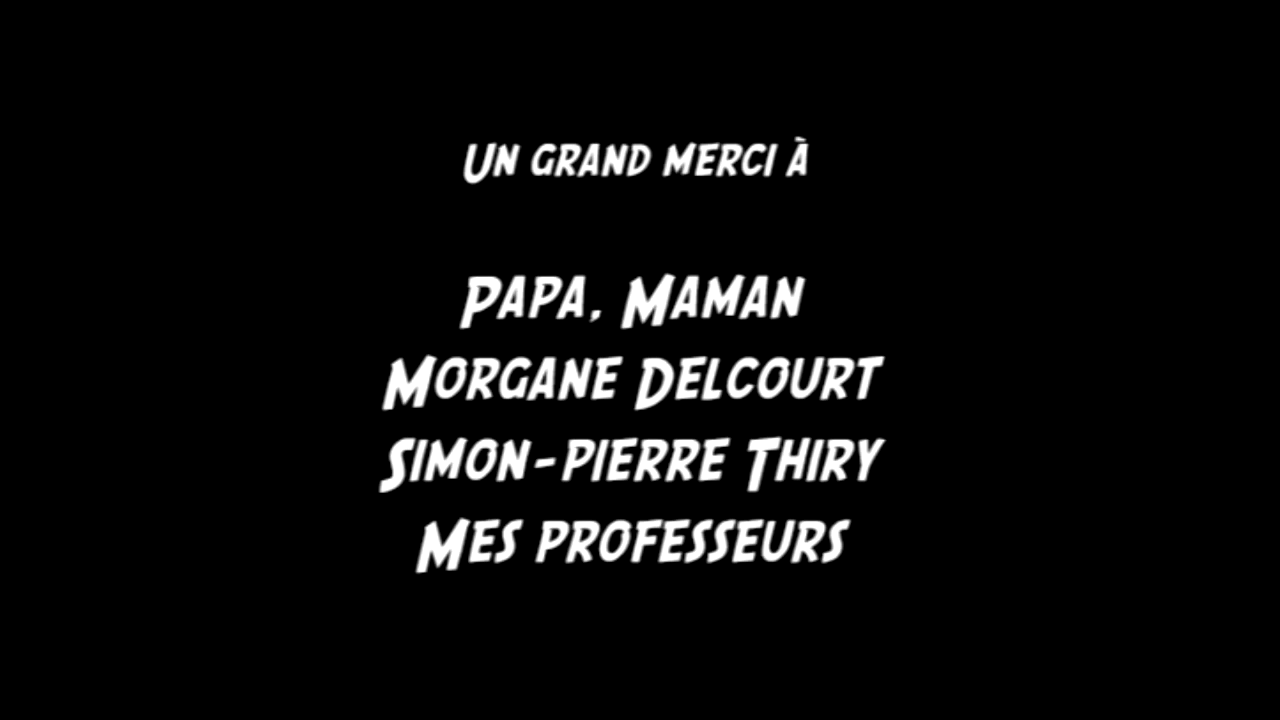 Un grand merci à
Papa, Maman
Morgane Delcourt
Simon-pierre Thiry
Mes professeurs